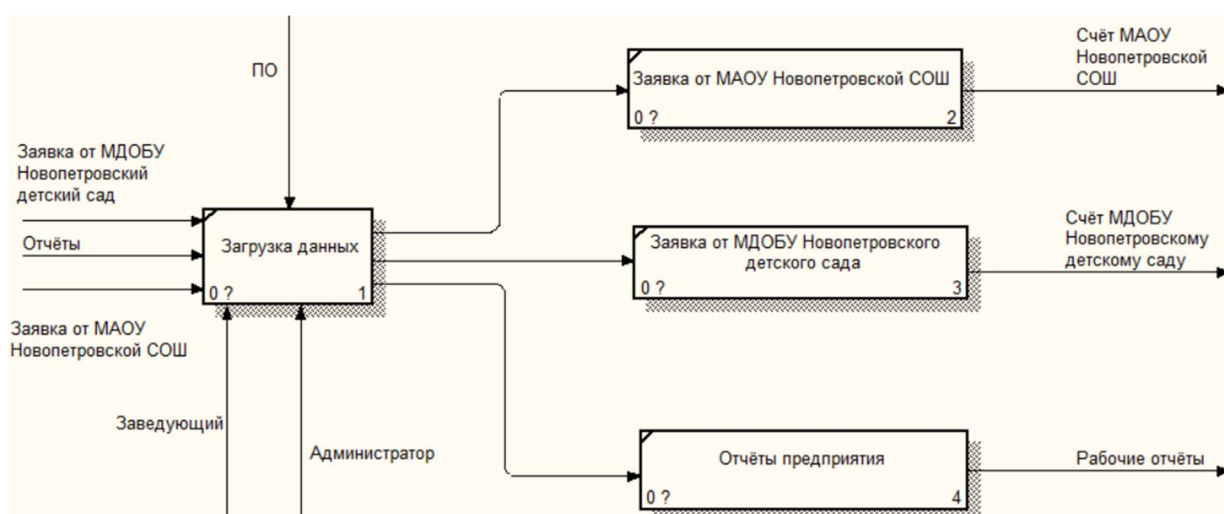 ПО
Заявка от МДОБУ
Новопетровский
детский сад
Отчёты
Заявка от МАОУ
Новопетровской СОШ
Загрузка данных
0 ?
1
Заведующий
Администратор
Заявка от МАОУ Новопетровской СОШ
0 ?
2
Счёт МАОУ
Новопетровской
СОШ
Заявка от МДОБУ Новопетровского
детского сада
0 ?
3
Счёт МДОБУ
Новопетровскому
детскому саду
Отчёты предприятия
0 ?
4
Рабочие отчёты